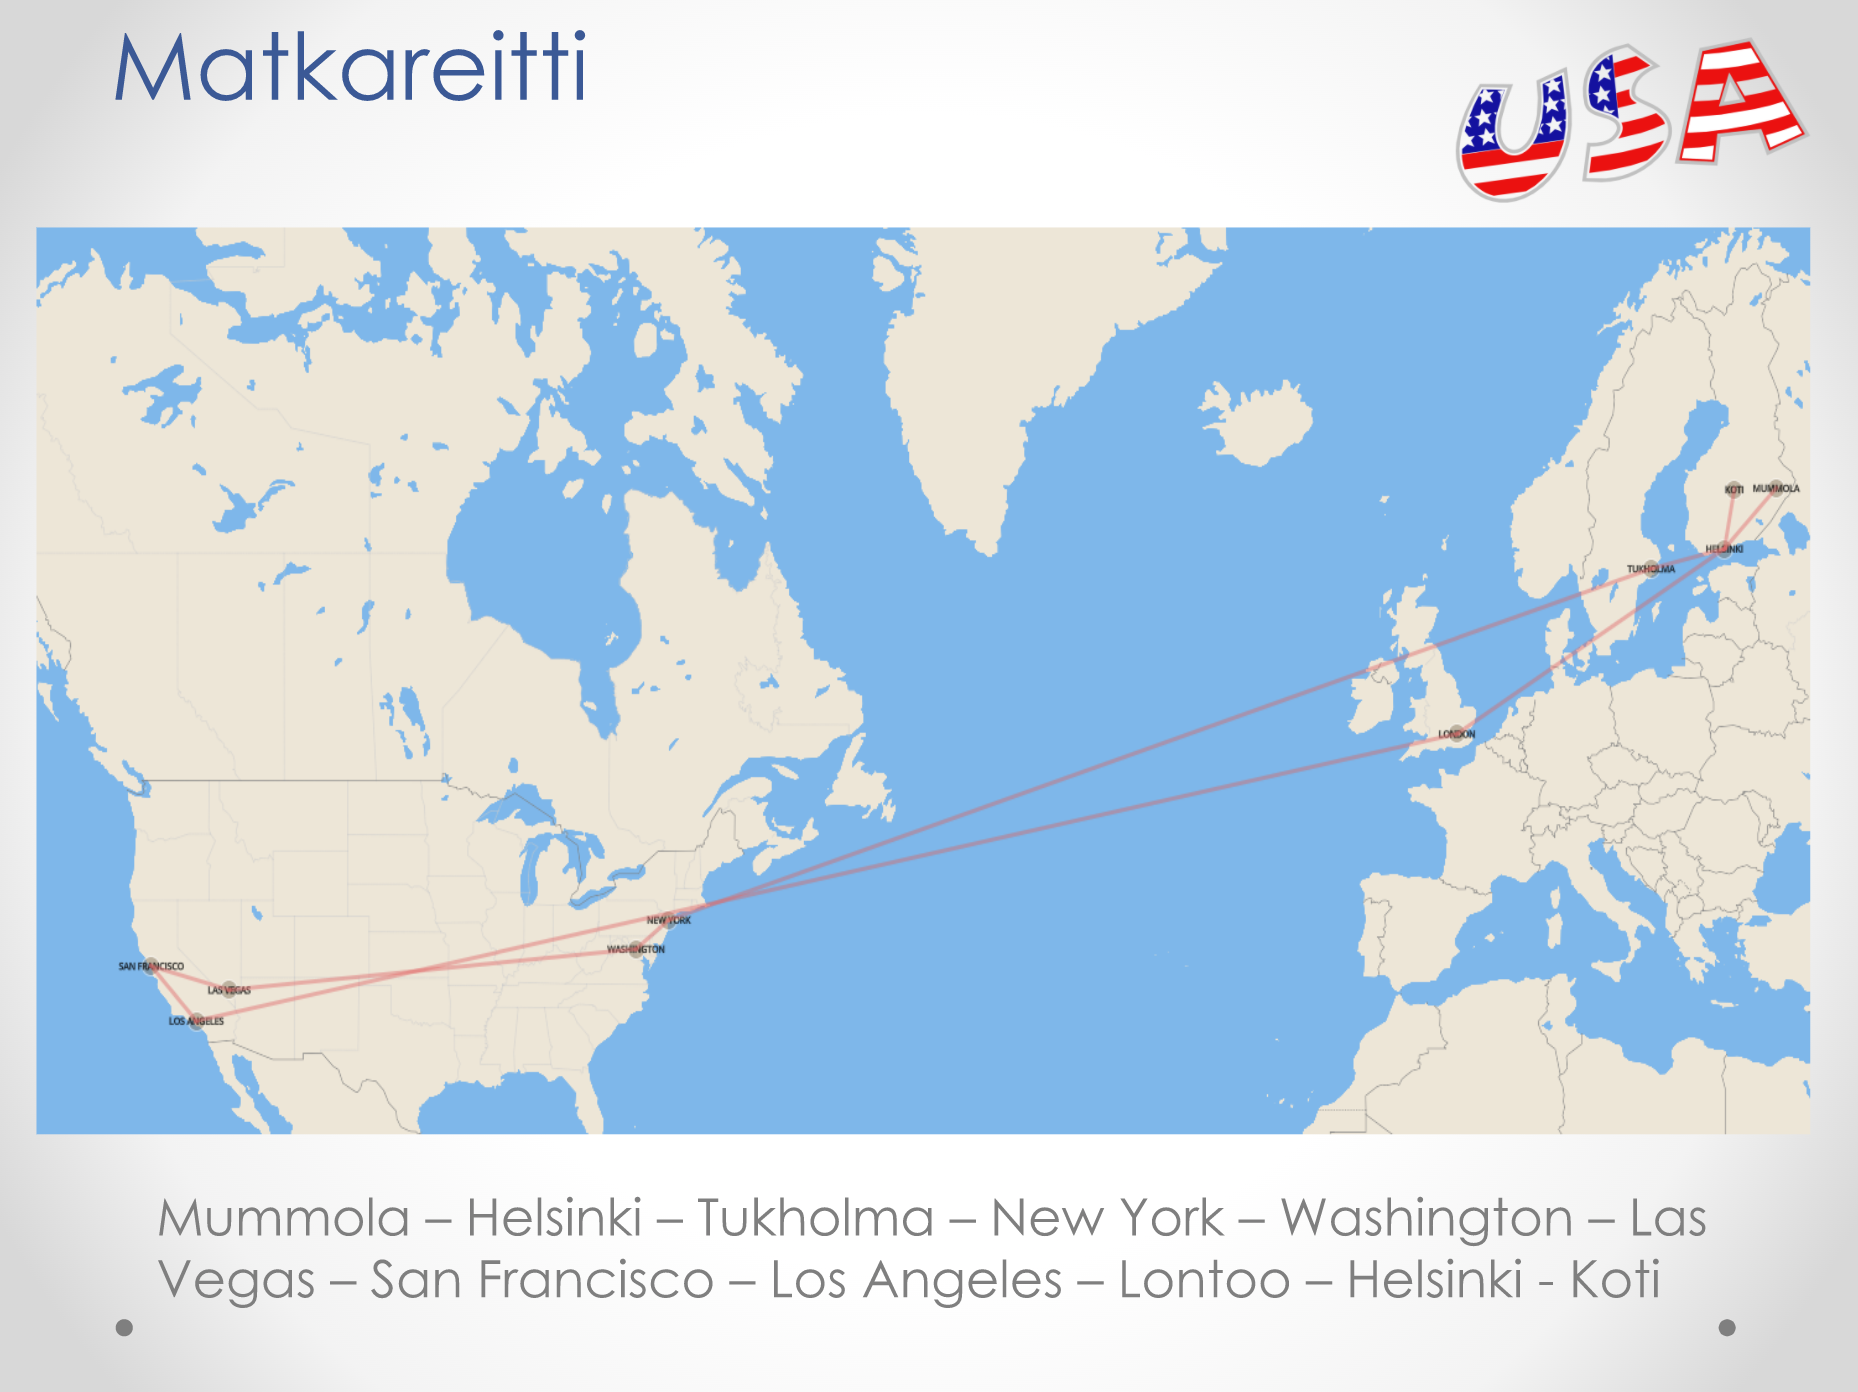 Matkareitti
USA
KOTI MUMMOLA
HELSINKI
TUKHOLMA
LONDON
NEW YORK
WASHINGTON
SAN FRANCISCO
LAS VEGAS
LOS ANGELES
Mummola – Helsinki – Tukholma – New York – Washington – Las
Vegas – San Francisco – Los Angeles – Lontoo – Helsinki - Koti